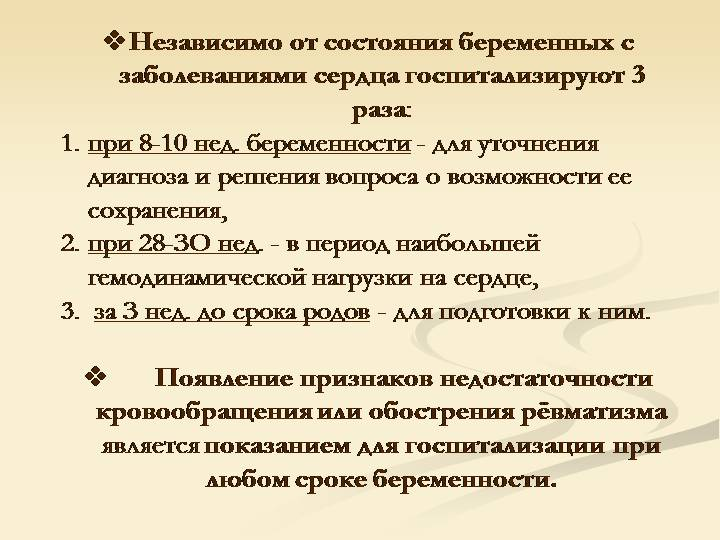 ❖Независимо от состояния беременных с
заболеваниями сердца госпитализируют 3
раза:
1. при 8-10 нед. беременности - для уточнения
диагноза и решения вопроса о возможности ее
сохранения,
2. при 28-ЗО нед. - в период наибольшей
гемодинамической нагрузки на сердце,
3. за З нед. до срока родов - для подготовки к ним.
❖ Появление признаков недостаточности
кровообращения или обострения рёвматизма
является показанием для госпитализации при
любом сроке беременности.